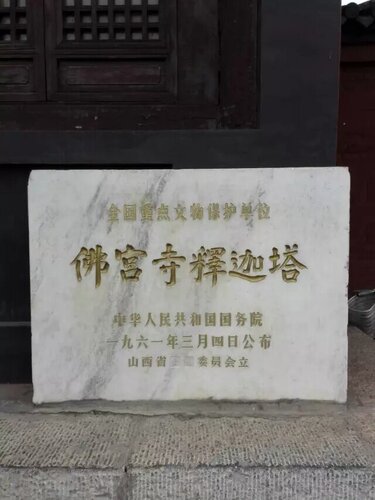 全国重点文物保护单位
佛宫寺釋迦塔
中华人民共和国国务院
一九六一年三月四日公布
山西省委员会立